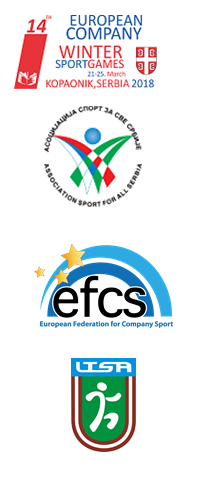 14TH EUROPEAN
COMPANY
WINTER
SPORTGAMES
21-25. March
KOPAONIK, SERBIA 2018
АСОЦИЈАЦИЈА СПОРТ ЗА СВЕ СРБИЈЕ
ASSOCIATION SPORT FOR ALL SERBIA
efcs
European Federation for Company Sport
LTSA